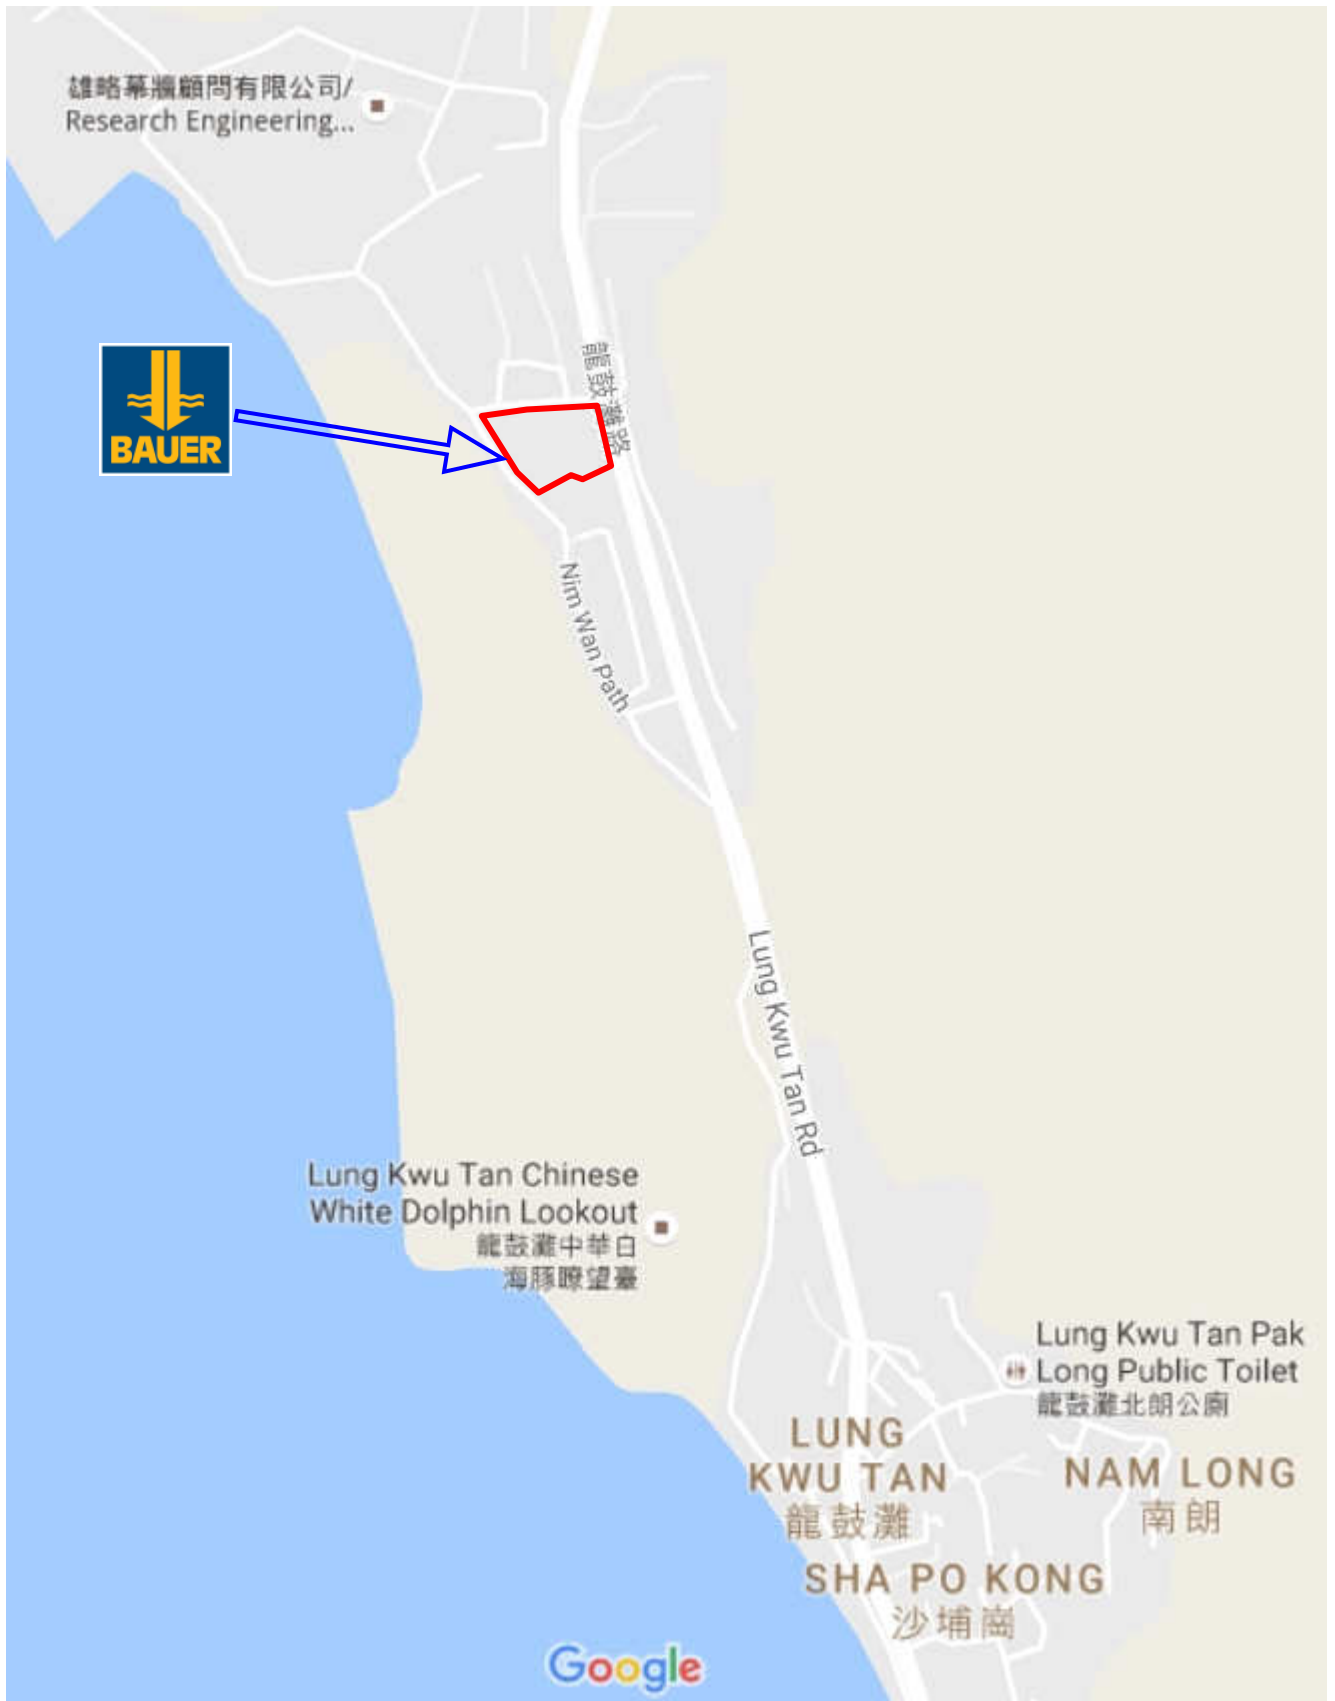 雄略幕牆顧問有限公司/
Research Engineering...
龍鼓灘路
BAUER
Nim Wan Path
Lung Kwu Tan Rd
Lung Kwu Tan Chinese
White Dolphin Lookout
龍鼓灘中華白
海豚瞭望臺
Lung Kwu Tan Pak
Long Public Toilet
龍鼓灘北朗公廁
LUNG
KWU TAN
龍鼓灘
NAM LONG
南朗
SHA PO KONG
沙埔崗
Google